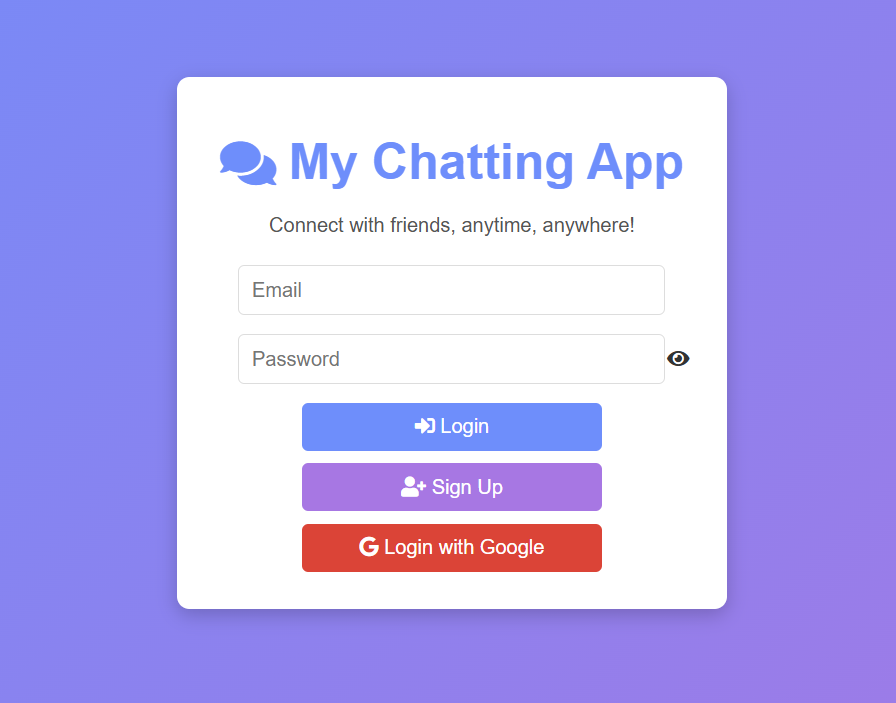 My Chatting App
Connect with friends, anytime, anywhere!
Email
Password
Login
Sign Up
Login with Google